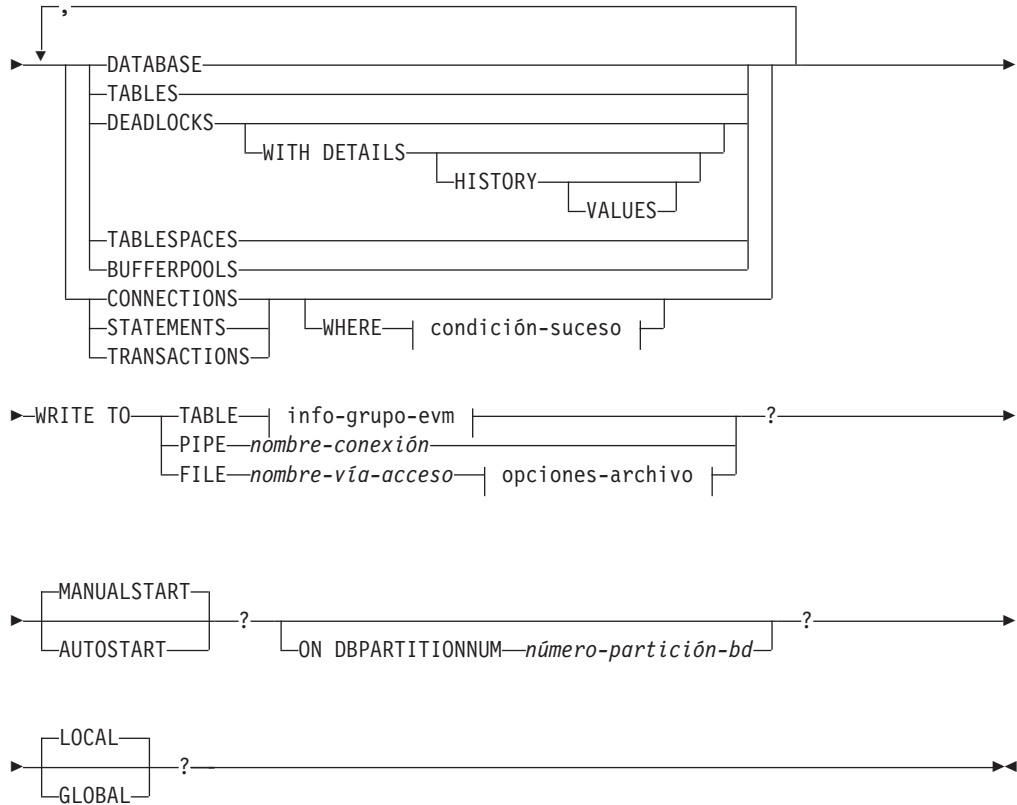 ,
DATABASE
TABLES
DEADLOCKS
WITH DETAILS
HISTORY
VALUES
TABLESPACES
BUFFERPOOLS
CONNECTIONS
STATEMENTS
TRANSACTIONS
WHERE condición-suceso
WRITE TO TABLE info-grupo-evm ?
PIPE nombre-conexión
FILE nombre-vía-acceso opciones-archivo
MANUALSTART
AUTOSTART ? ON DBPARTITIONNUM número-partición-bd ?
LOCAL
GLOBAL ?